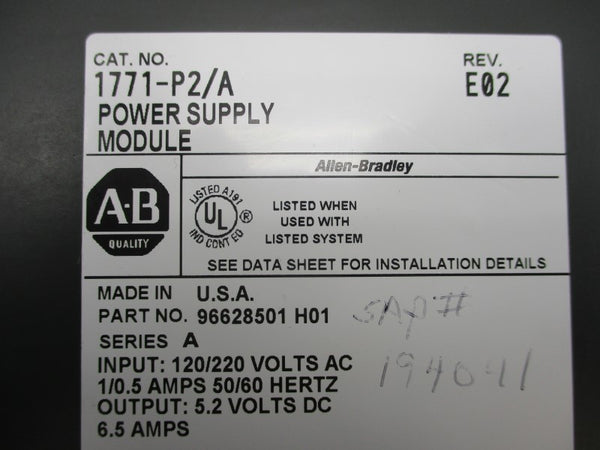 CAT. NO.
REV.
1771-P2/A
E02
POWER SUPPLY
MODULE
Allen-Bradley
A-B
QUALITY
LISTED A191
UL ®
IND CONT EQ
LISTED WHEN
USED WITH
LISTED SYSTEM
SEE DATA SHEET FOR INSTALLATION DETAILS
MADE IN U.S.A.
PART NO. 96628501 H01
SAP#
SERIES A
194041
INPUT: 120/220 VOLTS AC
1/0.5 AMPS 50/60 HERTZ
OUTPUT: 5.2 VOLTS DC
6.5 AMPS